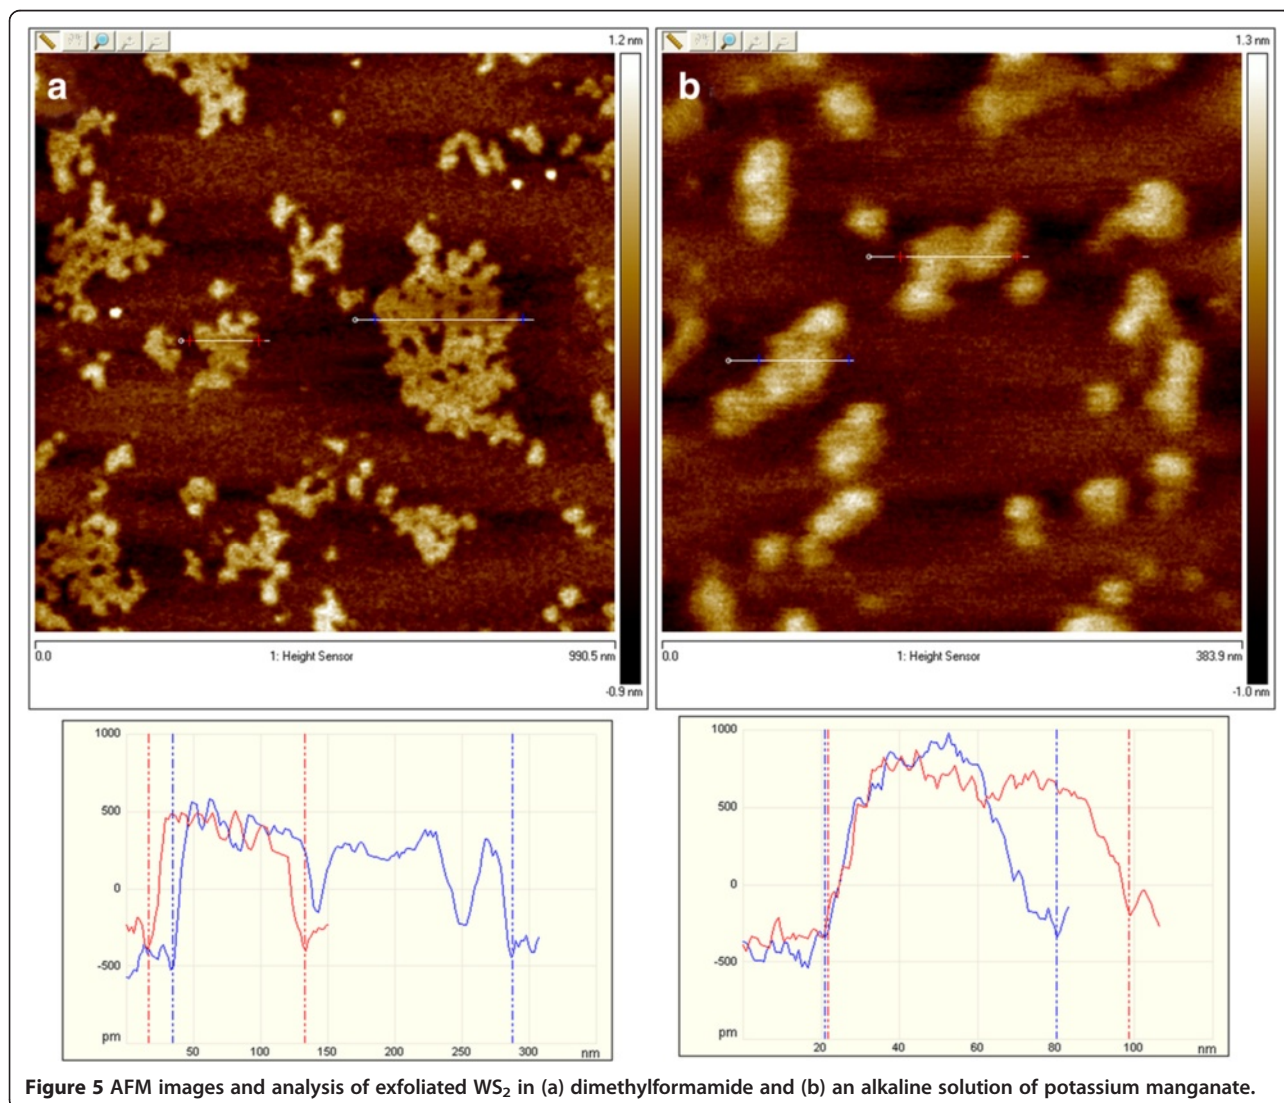 1.2 nm
a
0.0 1: Height Sensor 990.5 nm
-0.9 nm
1.3 nm
b
0.0 1: Height Sensor 383.9 nm
-1.0 nm
1000
500
0
-500
pm
50 100 150 200 250 300 nm
1000
500
0
-500
pm
20 40 60 80 100 nm
Figure 5 AFM images and analysis of exfoliated WS₂ in (a) dimethylformamide and (b) an alkaline solution of potassium manganate.